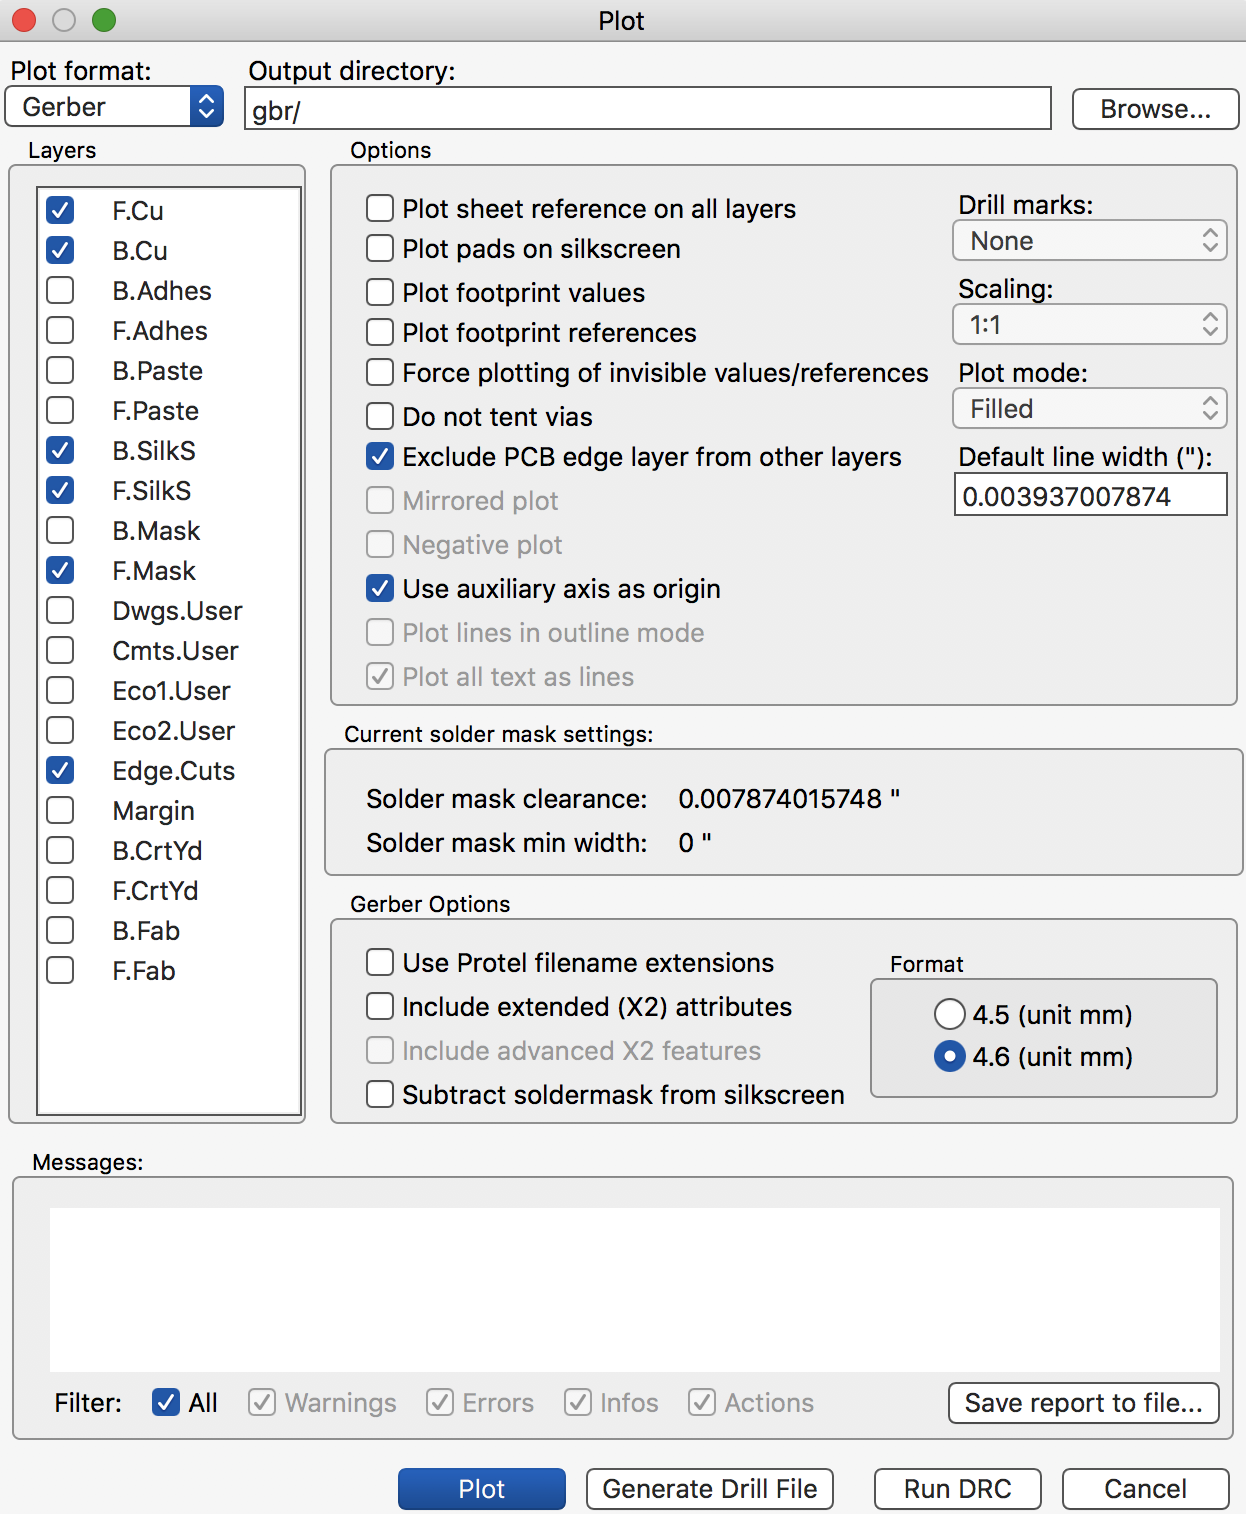 Plot
Plot format:
Output directory:
Gerber
gbr/
Browse...
Layers
F.Cu
B.Cu
B.Adhes
F.Adhes
B.Paste
F.Paste
B.SilkS
F.SilkS
B.Mask
F.Mask
Dwgs.User
Cmts.User
Eco1.User
Eco2.User
Edge.Cuts
Margin
B.CrtYd
F.CrtYd
B.Fab
F.Fab
Options
Plot sheet reference on all layers
Plot pads on silkscreen
Plot footprint values
Plot footprint references
Force plotting of invisible values/references
Do not tent vias
Exclude PCB edge layer from other layers
Mirrored plot
Negative plot
Use auxiliary axis as origin
Plot lines in outline mode
Plot all text as lines
Drill marks:
None
Scaling:
1:1
Plot mode:
Filled
Default line width ("):
0.003937007874
Current solder mask settings:
Solder mask clearance: 0.007874015748 "
Solder mask min width: 0 "
Gerber Options
Use Protel filename extensions
Include extended (X2) attributes
Include advanced X2 features
Subtract soldermask from silkscreen
Format
4.5 (unit mm)
4.6 (unit mm)
Messages:
Filter: All Warnings Errors Infos Actions
Save report to file...
Plot
Generate Drill File
Run DRC
Cancel